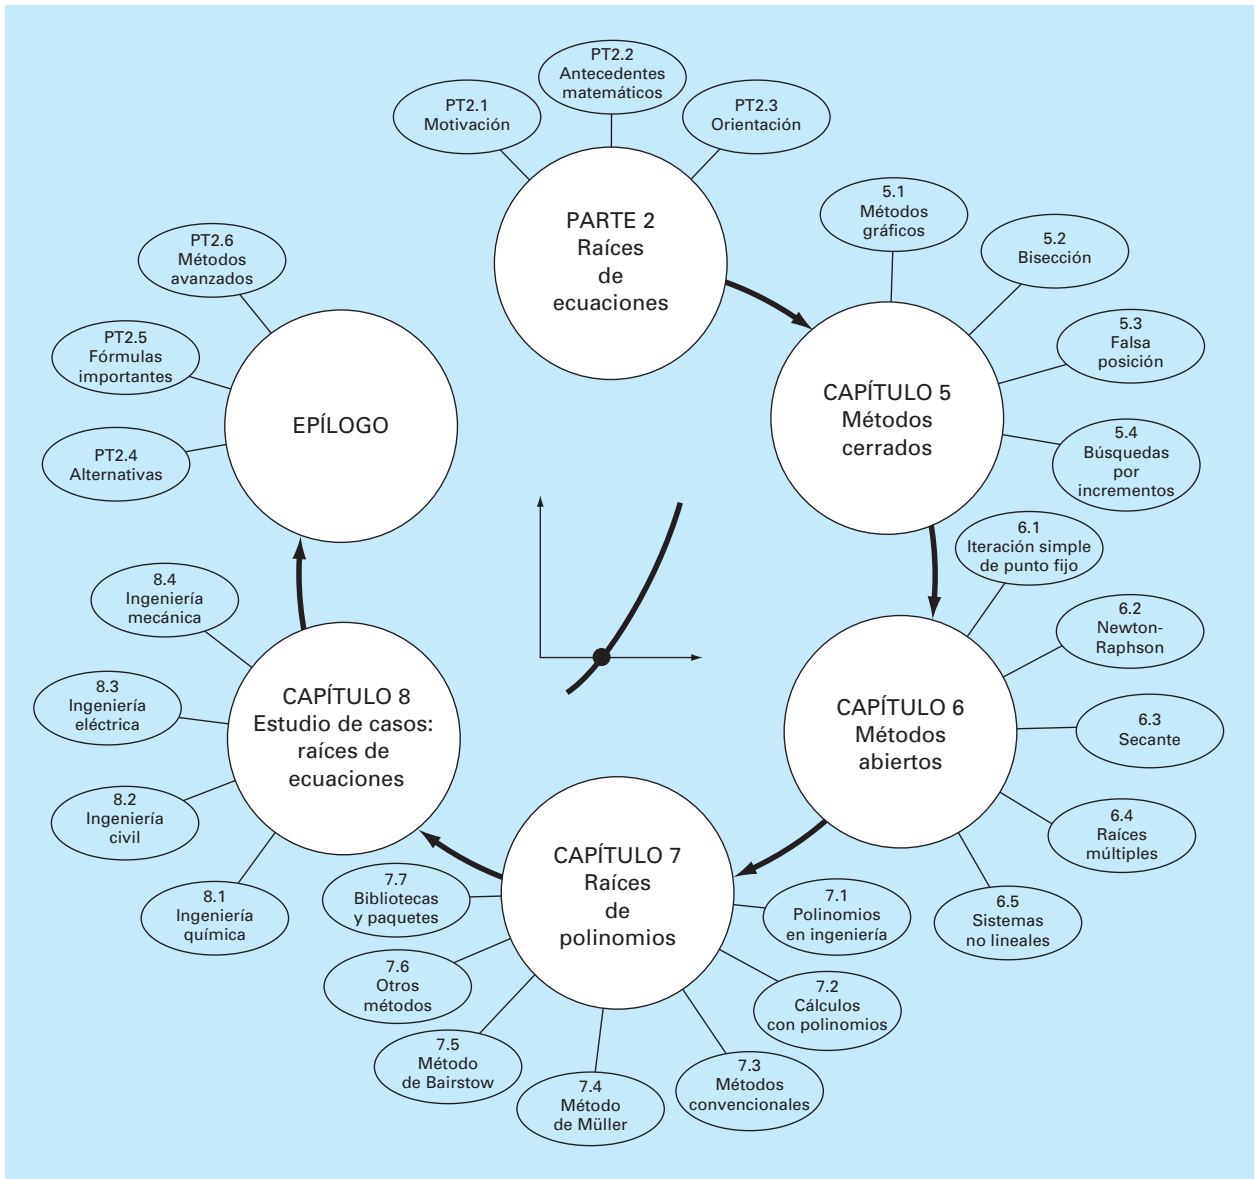 PT2.1
Motivación
PT2.2
Antecedentes
matemáticos
PT2.3
Orientación
PARTE 2
Raíces
de
ecuaciones
5.1
Métodos
gráficos
5.2
Bisección
5.3
Falsa
posición
5.4
Búsquedas
por
incrementos
CAPÍTULO 5
Métodos
cerrados
6.1
Iteración simple
de punto fijo
6.2
Newton-
Raphson
6.3
Secante
6.4
Raíces
múltiples
6.5
Sistemas
no lineales
CAPÍTULO 6
Métodos
abiertos
CAPÍTULO 7
Raíces
de
polinomios
7.1
Polinomios
en ingeniería
7.2
Cálculos
con polinomios
7.3
Métodos
convencionales
7.4
Método
de Müller
7.5
Método
de Bairstow
7.6
Otros
métodos
7.7
Bibliotecas
y paquetes
CAPÍTULO 8
Estudio de casos:
raíces de
ecuaciones
8.1
Ingeniería
química
8.2
Ingeniería
civil
8.3
Ingeniería
eléctrica
8.4
Ingeniería
mecánica
EPÍLOGO
PT2.4
Alternativas
PT2.5
Fórmulas
importantes
PT2.6
Métodos
avanzados